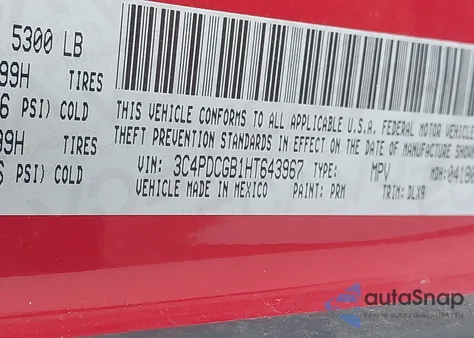 5300 LB
99H TIRES
PSI) COLD
99H TIRES
PSI) COLD
THIS VEHICLE CONFORMS TO ALL APPLICABLE U.S.A. FEDERAL MOTOR
THEFT PREVENTION STANDARDS IN EFFECT ON THE DATE OF MANUFACTURE SHOWN
VIN: 3C4PDCGB1HT643967 TYPE: MPV MDH:
VEHICLE MADE IN MEXICO PAINT: PRM TRIM: DLX9
autoSnap